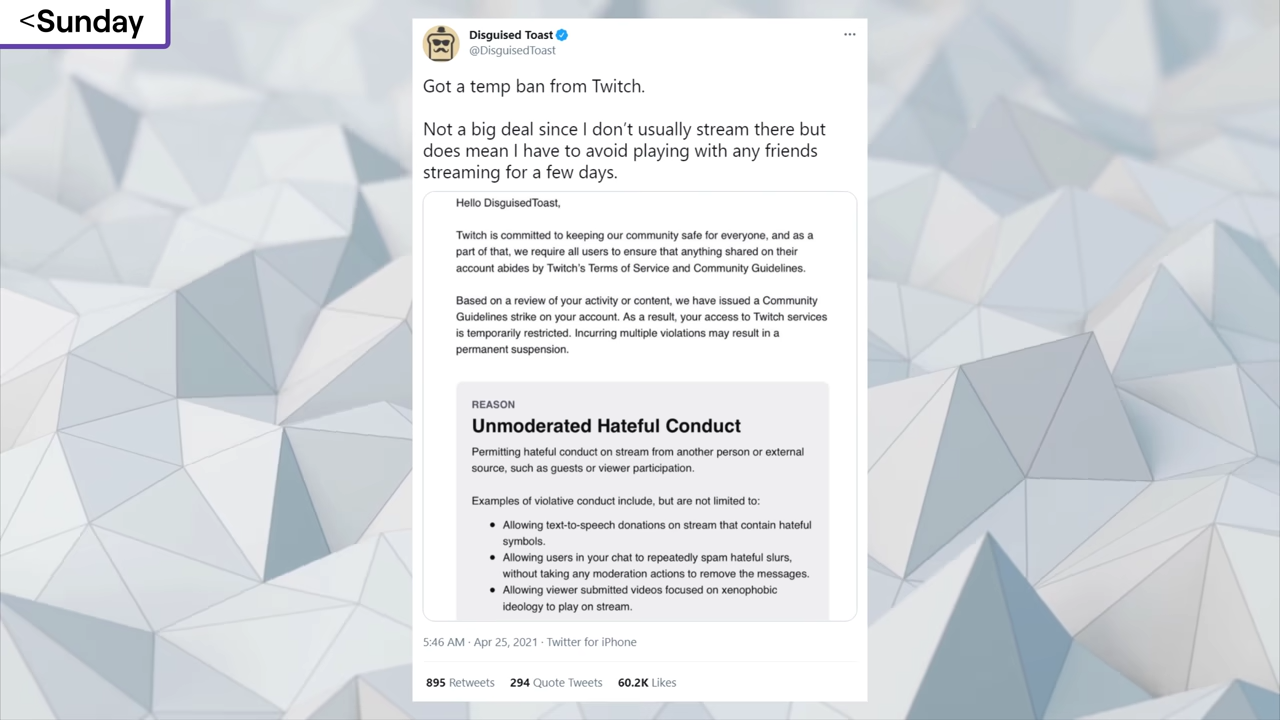 <Sunday
Disguised Toast
@DisguisedToast
Got a temp ban from Twitch.
Not a big deal since I don’t usually stream there but
does mean I have to avoid playing with any friends
streaming for a few days.
Hello DisguisedToast,
Twitch is committed to keeping our community safe for everyone, and as a
part of that, we require all users to ensure that anything shared on their
account abides by Twitch's Terms of Service and Community Guidelines.
Based on a review of your activity or content, we have issued a Community
Guidelines strike on your account. As a result, your access to Twitch services
is temporarily restricted. Incurring multiple violations may result in a
permanent suspension.
REASON
Unmoderated Hateful Conduct
Permitting hateful conduct on stream from another person or external
source, such as guests or viewer participation.
Examples of violative conduct include, but are not limited to:
• Allowing text-to-speech donations on stream that contain hateful
symbols.
• Allowing users in your chat to repeatedly spam hateful slurs,
without taking any moderation actions to remove the messages.
• Allowing viewer submitted videos focused on xenophobic
ideology to play on stream.
5:46 AM · Apr 25, 2021 · Twitter for iPhone
895 Retweets 294 Quote Tweets 60.2K Likes